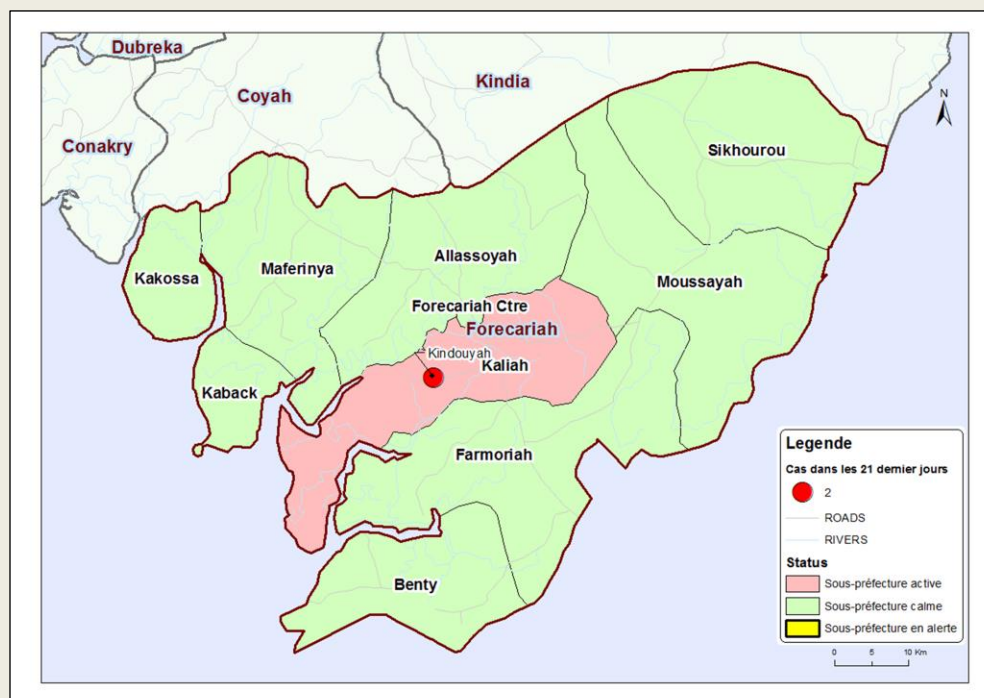 Dubreka
Coyah
Kindia
Conakry
N
Sikhourou
Allassoyah
Maferinya
Kakossa
Moussayah
Forecariah Ctre
Forecariah
Kindouyah
Kaliah
Kaback
Farmoriah
Benty
Legende
Cas dans les 21 dernier jours
2
ROADS
RIVERS
Status
Sous-préfecture active
Sous-préfecture calme
Sous-préfecture en alerte
0 5 10 Km